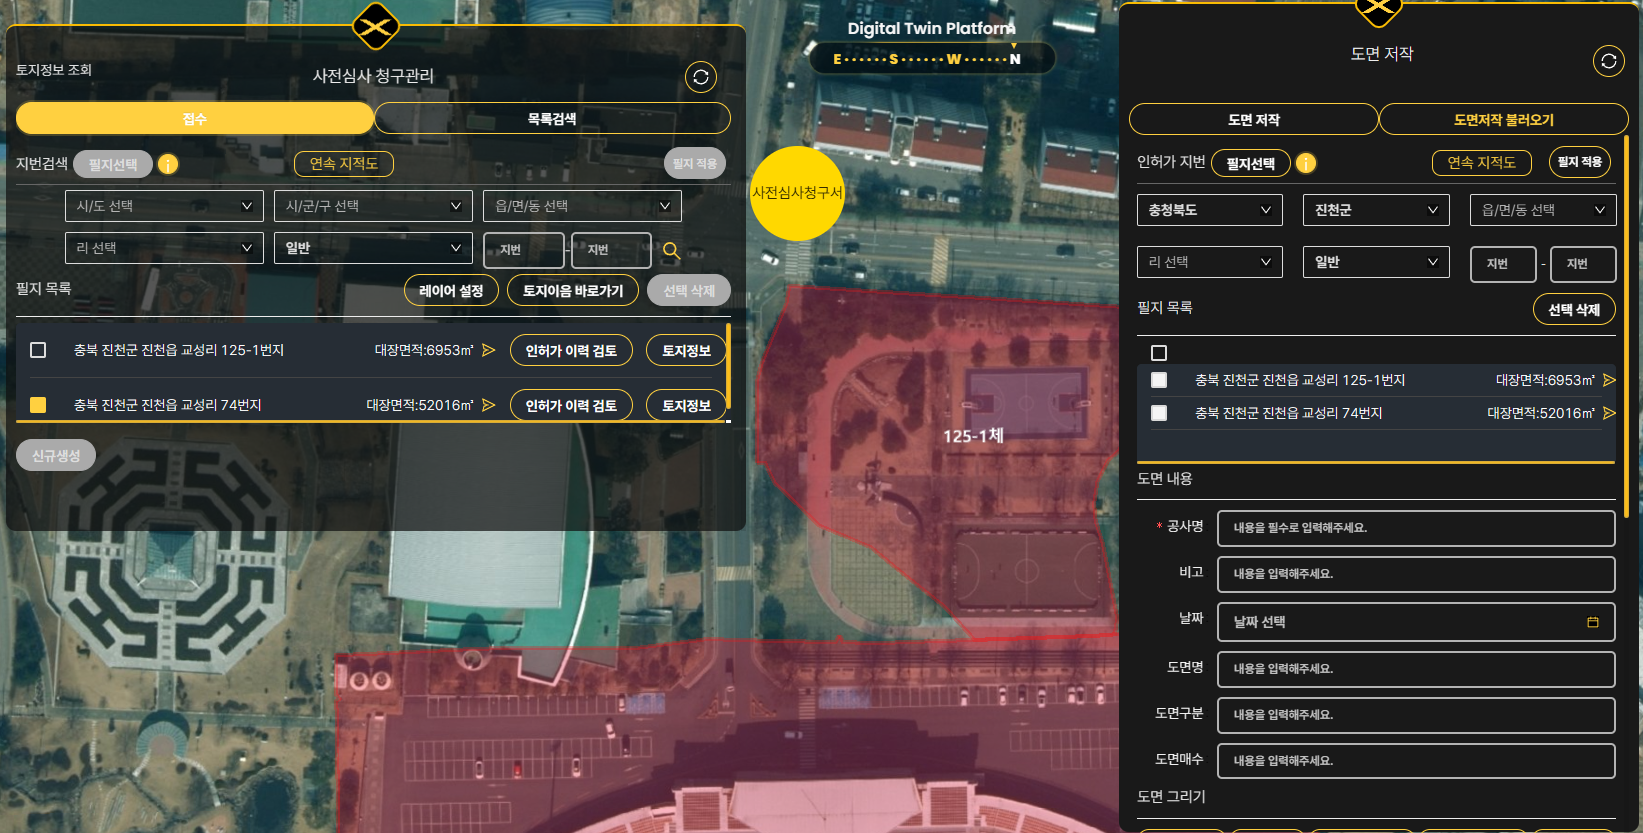 토지정보 조회
사전심사 청구관리
접수
목록검색
지번검색
필지선택
연속 지적도
필지 적용
시/도 선택
시/군/구 선택
읍/면/동 선택
리 선택
일반
지번
-
지번
필지 목록
레이어 설정
토지이음 바로가기
선택 삭제
충북 진천군 진천읍 교성리 125-1번지
대장면적:6953㎡
인허가 이력 검토
토지정보
충북 진천군 진천읍 교성리 74번지
대장면적:52016㎡
인허가 이력 검토
토지정보
신규생성
Digital Twin Platform
E······S······W······N
사전심사청구서
125-1체
도면 저작
도면 저작
도면저작 불러오기
인허가 지번
필지선택
연속 지적도
필지 적용
충청북도
진천군
읍/면/동 선택
리 선택
일반
지번
-
지번
필지 목록
선택 삭제
충북 진천군 진천읍 교성리 125-1번지
대장면적:6953㎡
충북 진천군 진천읍 교성리 74번지
대장면적:52016㎡
도면 내용
* 공사명
내용을 필수로 입력해주세요.
비고
내용을 입력해주세요.
날짜
날짜 선택
도면명
내용을 입력해주세요.
도면구분
내용을 입력해주세요.
도면매수
내용을 입력해주세요.
도면 그리기